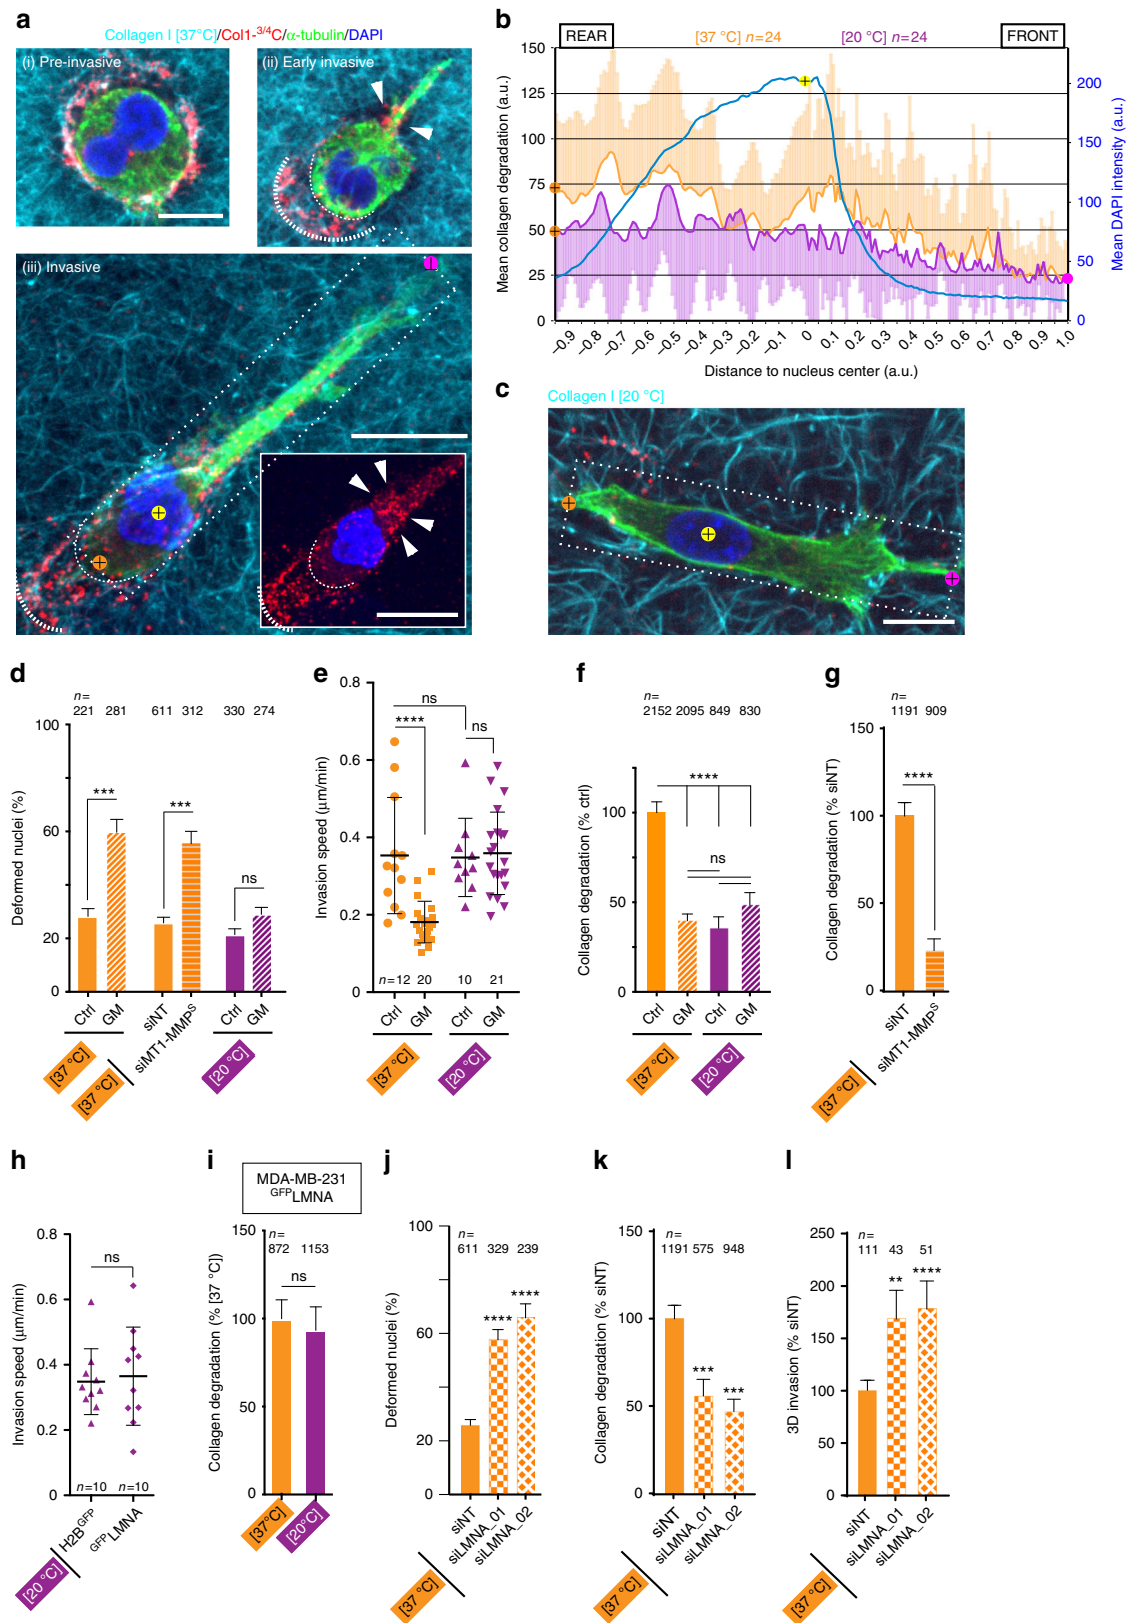 a
Collagen I [37°C]/Col1-3/4C/α-tubulin/DAPI
(i) Pre-invasive
(ii) Early invasive
(iii) Invasive
b
REAR
[37 °C] n=24
[20 °C] n=24
FRONT
Mean collagen degradation (a.u.)
150
125
100
75
50
25
0
Mean DAPI intensity (a.u.)
200
150
100
50
0
–0.9 –0.8 –0.7 –0.6 –0.5 –0.4 –0.3 –0.2 –0.1 0 0.1 0.2 0.3 0.4 0.5 0.6 0.7 0.8 0.9 1.0
Distance to nucleus center (a.u.)
c
Collagen I [20 °C]
d
n=
221 281 611 312 330 274
Deformed nuclei (%)
100
60
20
0
*** *** ns
Ctrl GM siNT siMT1-MMPS Ctrl GM
[37 °C] [37 °C] [20 °C]
e
Invasion speed (μm/min)
0.8
0.6
0.4
0.2
0
ns
**** ns
n=12 20 10 21
Ctrl GM Ctrl GM
[37 °C] [20 °C]
f
n=
2152 2095 849 830
Collagen degradation (% ctrl)
100
50
0
****
ns
Ctrl GM Ctrl GM
[37 °C] [20 °C]
g
n=
1191 909
Collagen degradation (% siNT)
150
100
50
0
****
siNT siMT1-MMPS
[37 °C]
h
Invasion speed (μm/min)
0.8
0.6
0.4
0.2
0
ns
n=10 n=10
H2BGFP GFPLMNA
[20 °C]
i
MDA-MB-231
GFPLMNA
Collagen degradation (% [37 °C])
150
100
50
0
n=
872 1153
ns
[37°C] [20°C]
j
n=
611 329 239
Deformed nuclei (%)
100
60
20
0
**** ****
siNT siLMNA_01 siLMNA_02
[37 °C]
k
n=
1191 575 948
Collagen degradation (% siNT)
150
100
50
0
*** ***
siNT siLMNA_01 siLMNA_02
[37 °C]
l
n=
111 43 51
3D invasion (% siNT)
250
200
150
100
50
0
** ****
siNT siLMNA_01 siLMNA_02
[37 °C]